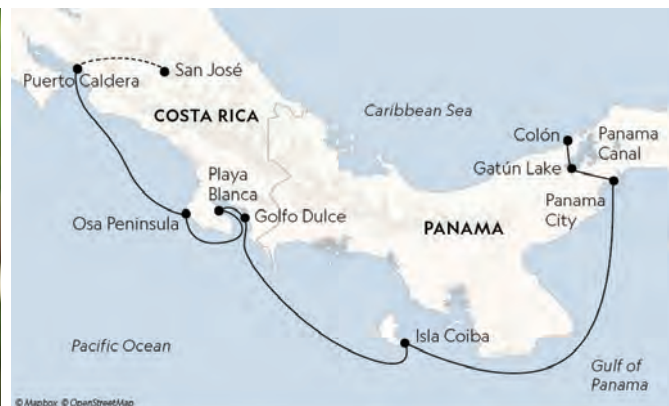 San José
Puerto Caldera
COSTA RICA
Caribbean Sea
Colón
Panama
Canal
Gatún Lake
Playa
Blanca
Golfo Dulce
Osa Peninsula
PANAMA
Panama
City
Isla Coiba
Pacific Ocean
Gulf of
Panama
© Mapbox © OpenStreetMap